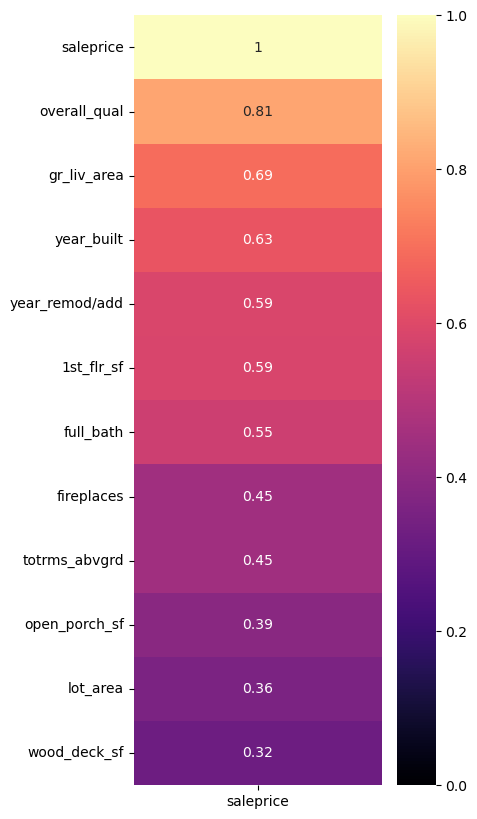 saleprice 1
overall_qual 0.81
gr_liv_area 0.69
year_built 0.63
year_remod/add 0.59
1st_flr_sf 0.59
full_bath 0.55
fireplaces 0.45
totrms_abvgrd 0.45
open_porch_sf 0.39
lot_area 0.36
wood_deck_sf 0.32
saleprice
1.0
0.8
0.6
0.4
0.2
0.0